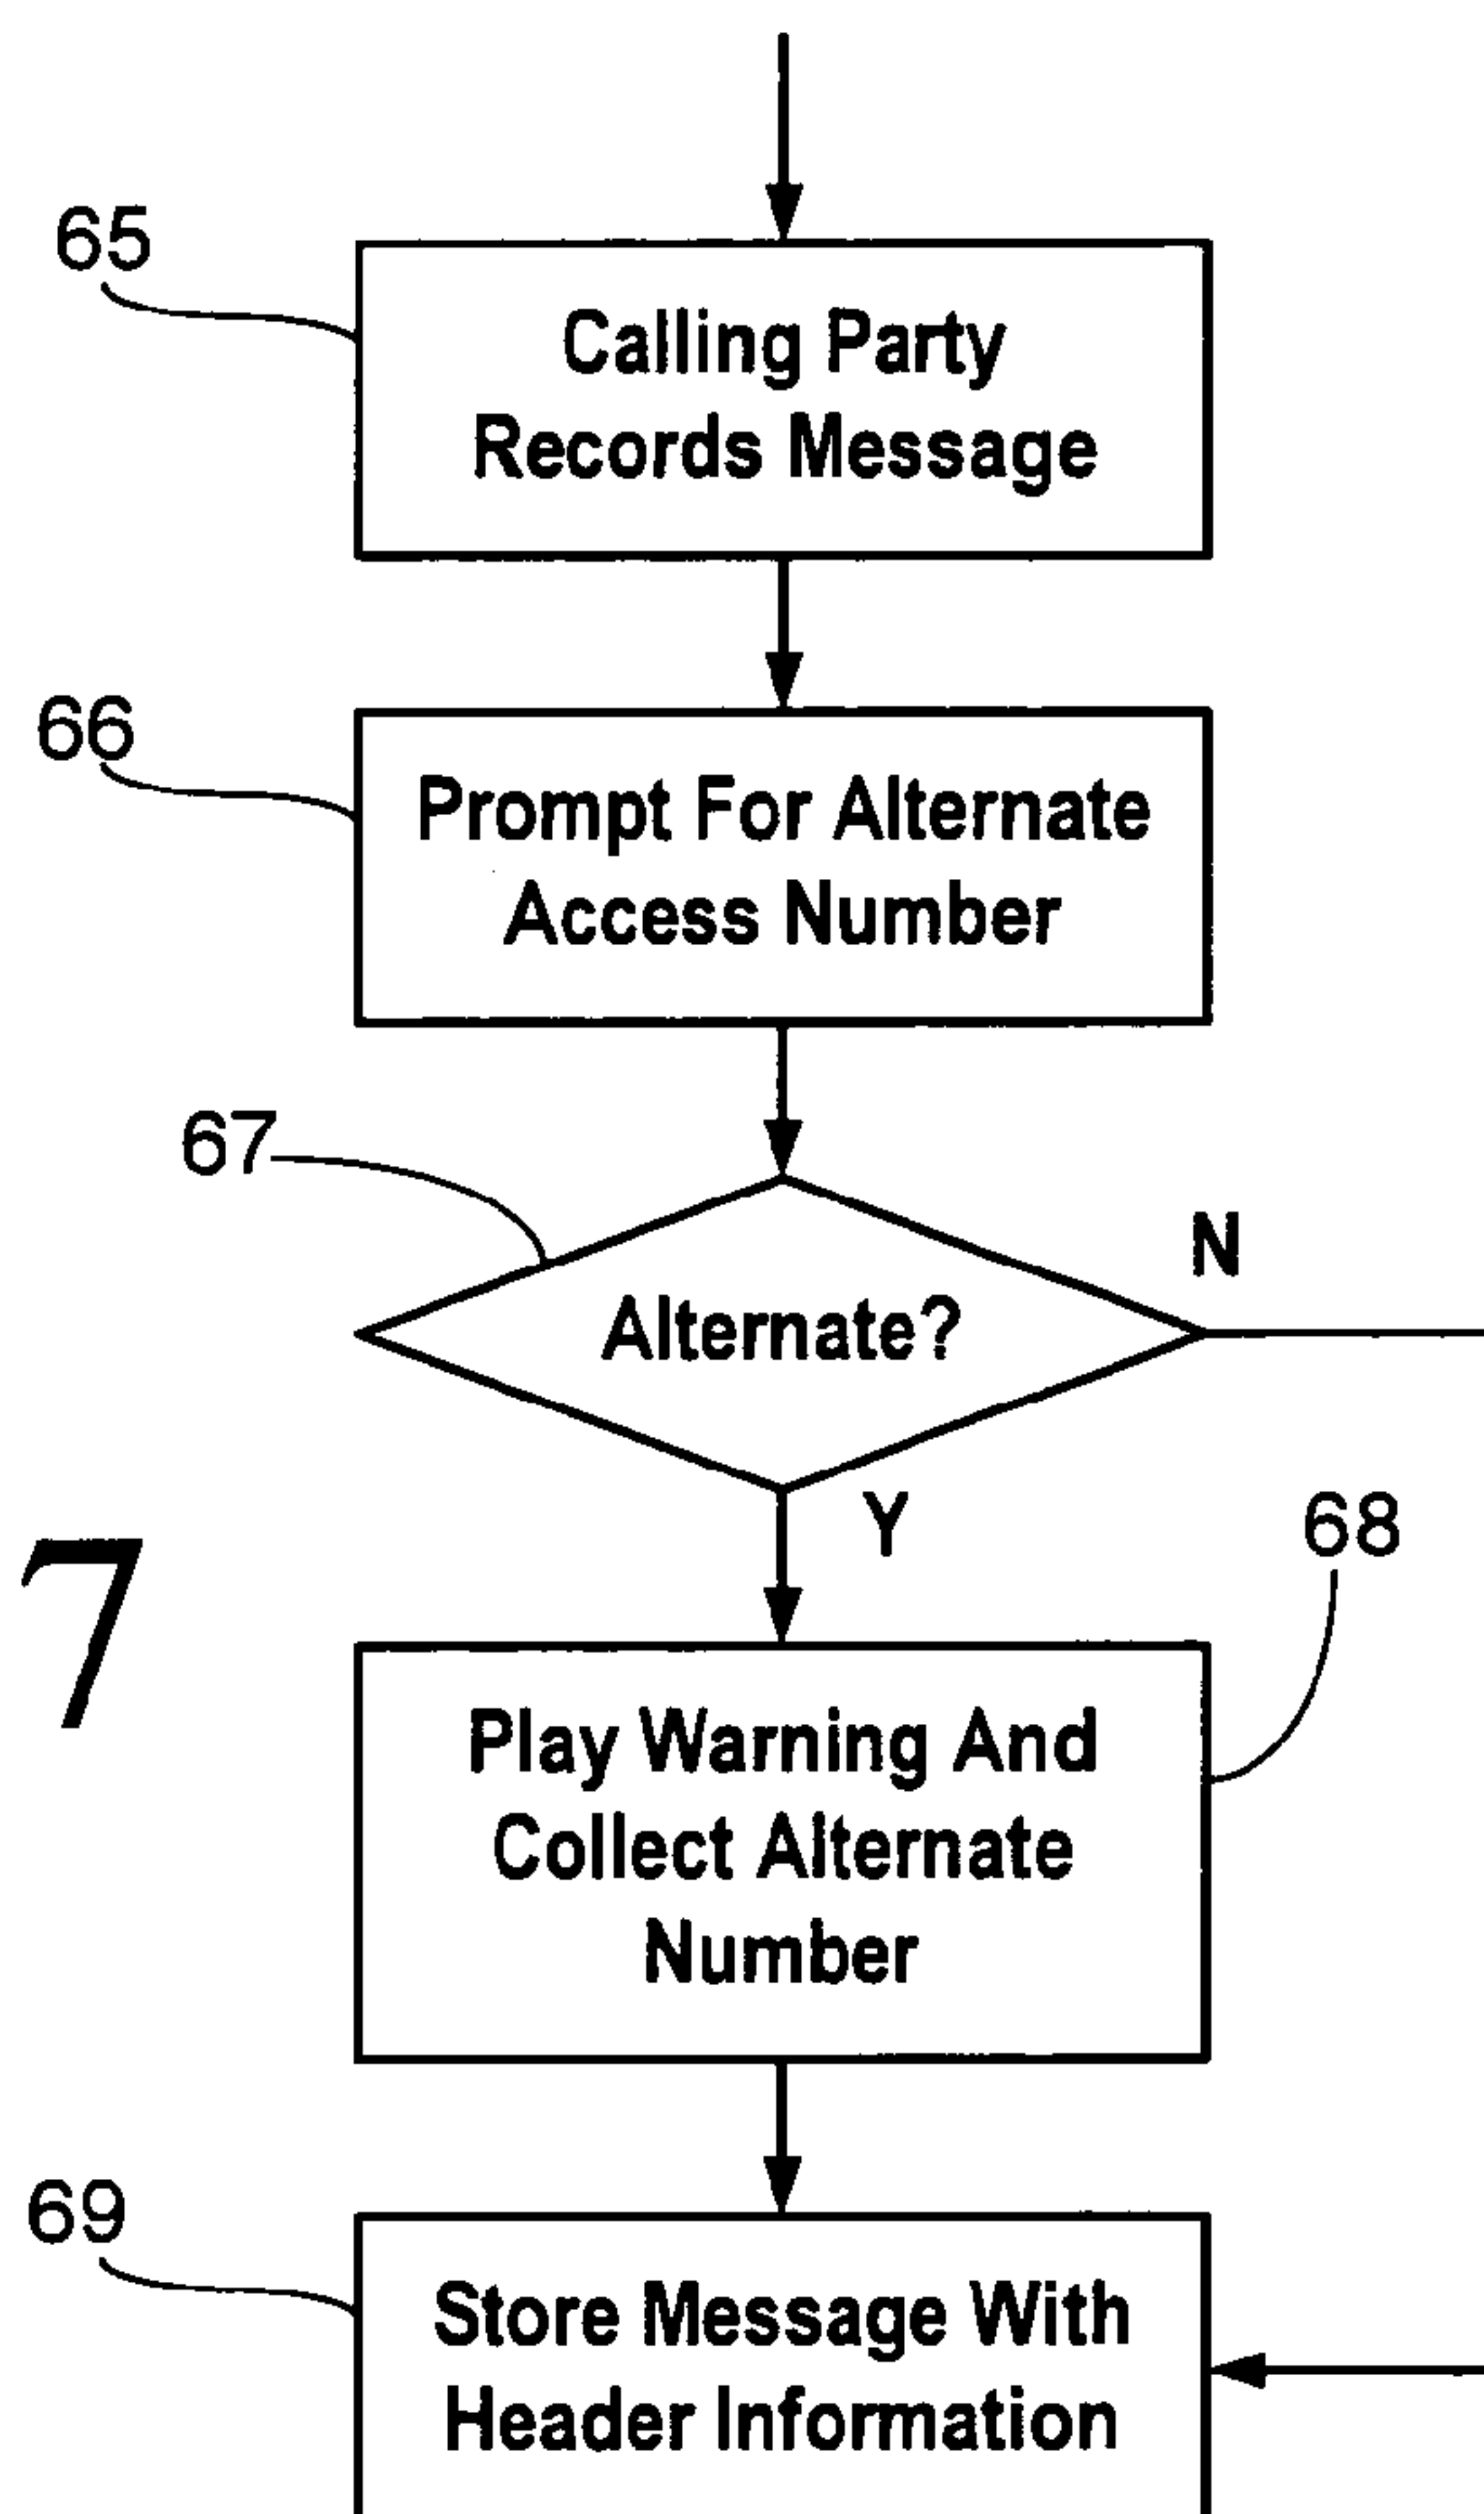 65
Calling Party
Records Message
66
Prompt For Alternate
Access Number
67
Alternate?
N
Y
68
7
Play Warning And
Collect Alternate
Number
69
Store Message With
Header Information